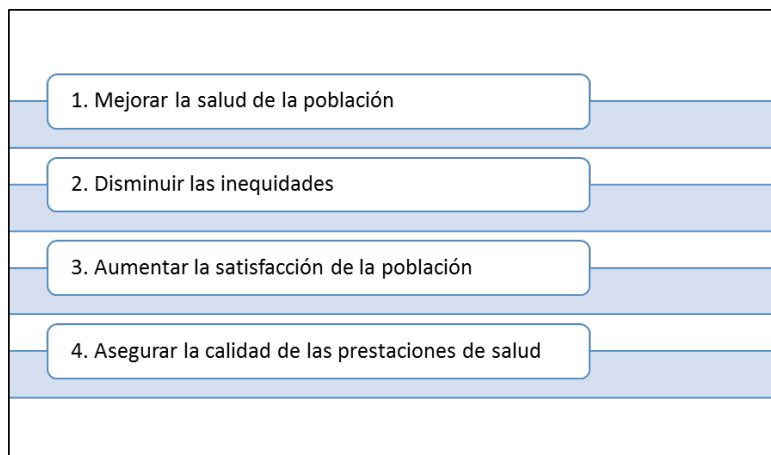 1. Mejorar la salud de la población
2. Disminuir las inequidades
3. Aumentar la satisfacción de la población
4. Asegurar la calidad de las prestaciones de salud